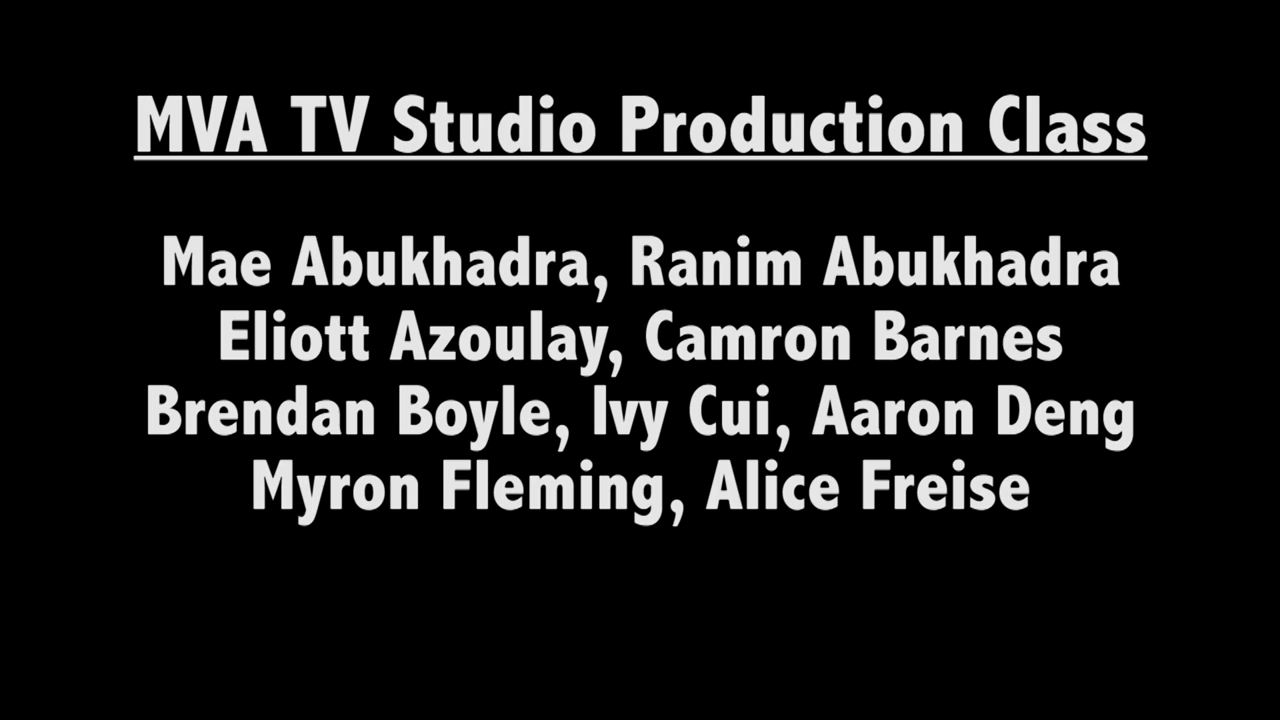 MVA TV Studio Production Class
Mae Abukhadra, Ranim Abukhadra
Eliott Azoulay, Camron Barnes
Brendan Boyle, Ivy Cui, Aaron Deng
Myron Fleming, Alice Freise